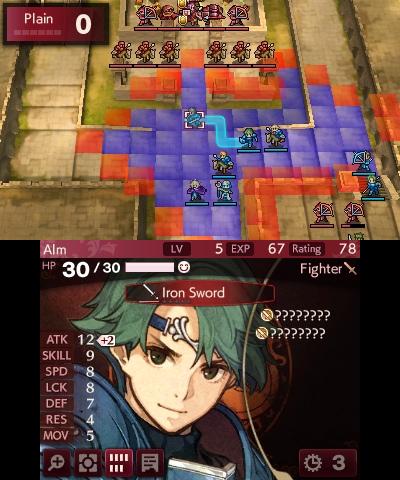 Plain 0
Alm LV 5 EXP 67 Rating 78
HP 30 / 30 Fighter
Iron Sword
????????
????????
ATK 12 +2
SKILL 9
SPD 8
LCK 8
DEF 7
RES 4
MOV 5
3